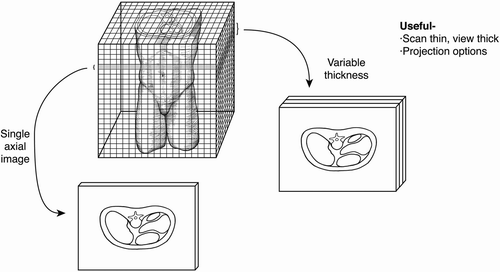 Useful-
·Scan thin, view thick
·Projection options
Variable
thickness
Single
axial
image